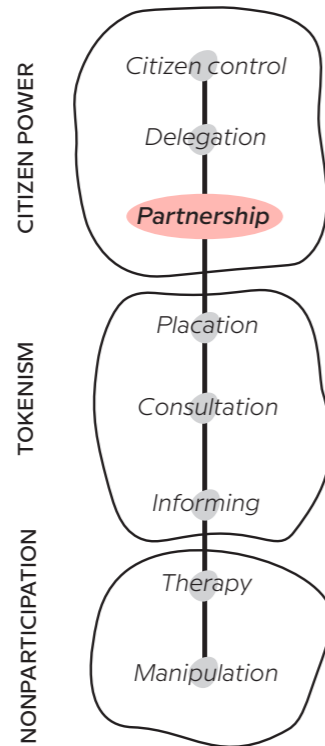 CITIZEN POWER
Citizen control
Delegation
Partnership
TOKENISM
Placation
Consultation
Informing
NONPARTICIPATION
Therapy
Manipulation